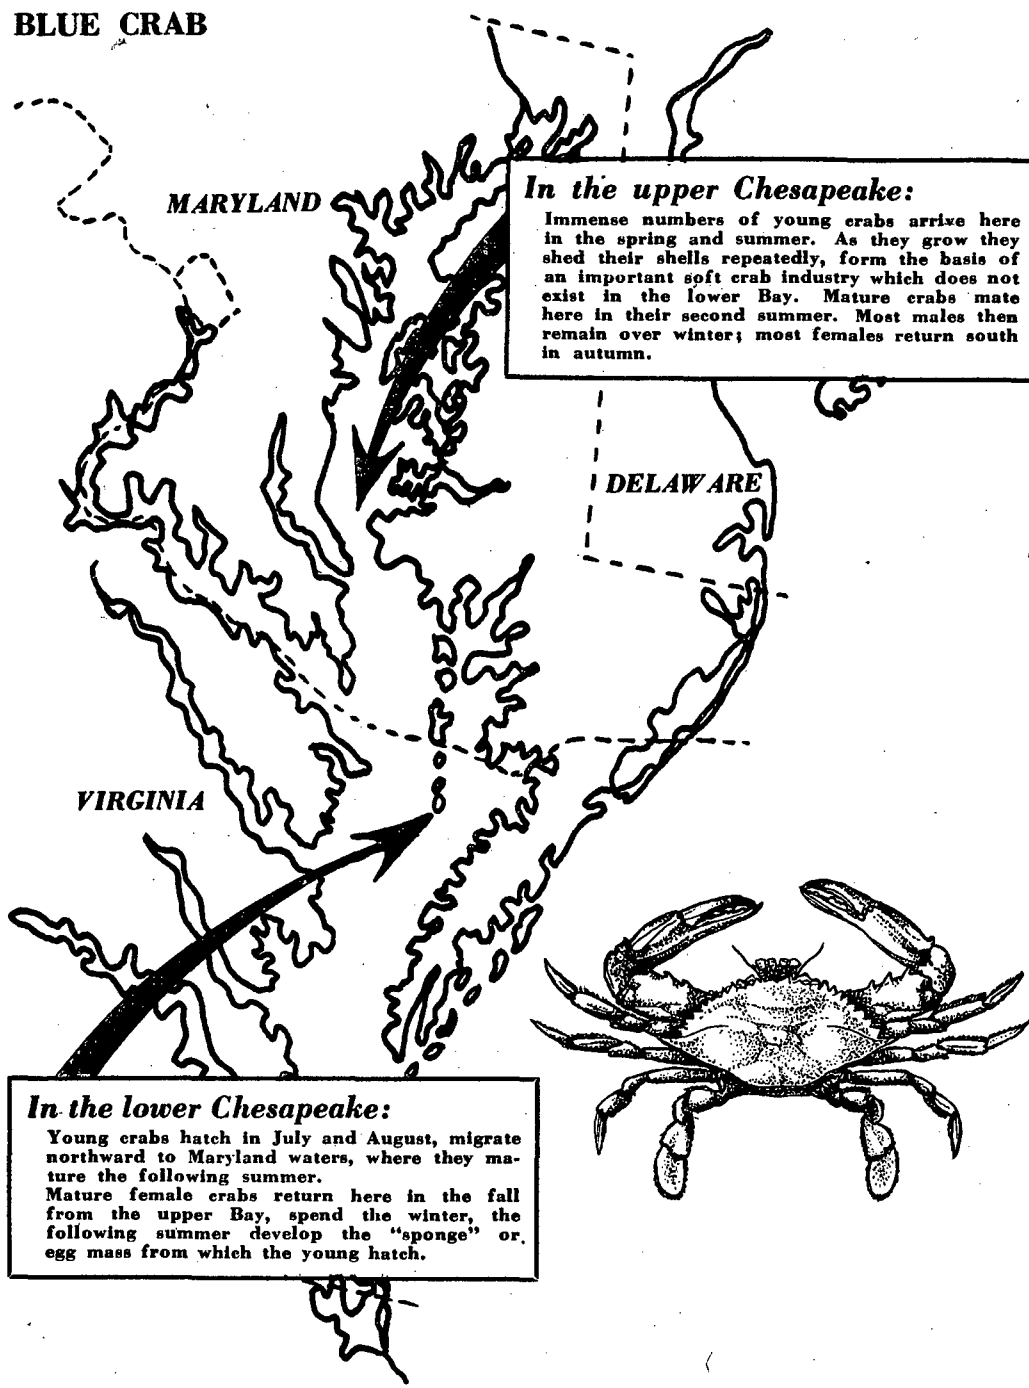 BLUE CRAB
MARYLAND
In the upper Chesapeake:
Immense numbers of young crabs arrive here
in the spring and summer. As they grow they
shed their shells repeatedly, form the basis of
an important soft crab industry which does not
exist in the lower Bay. Mature crabs mate
here in their second summer. Most males then
remain over winter; most females return south
in autumn.
DELAWARE
VIRGINIA
In the lower Chesapeake:
Young crabs hatch in July and August, migrate
northward to Maryland waters, where they ma-
ture the following summer.
Mature female crabs return here in the fall
from the upper Bay, spend the winter, the
following summer develop the "sponge" or
egg mass from which the young hatch.